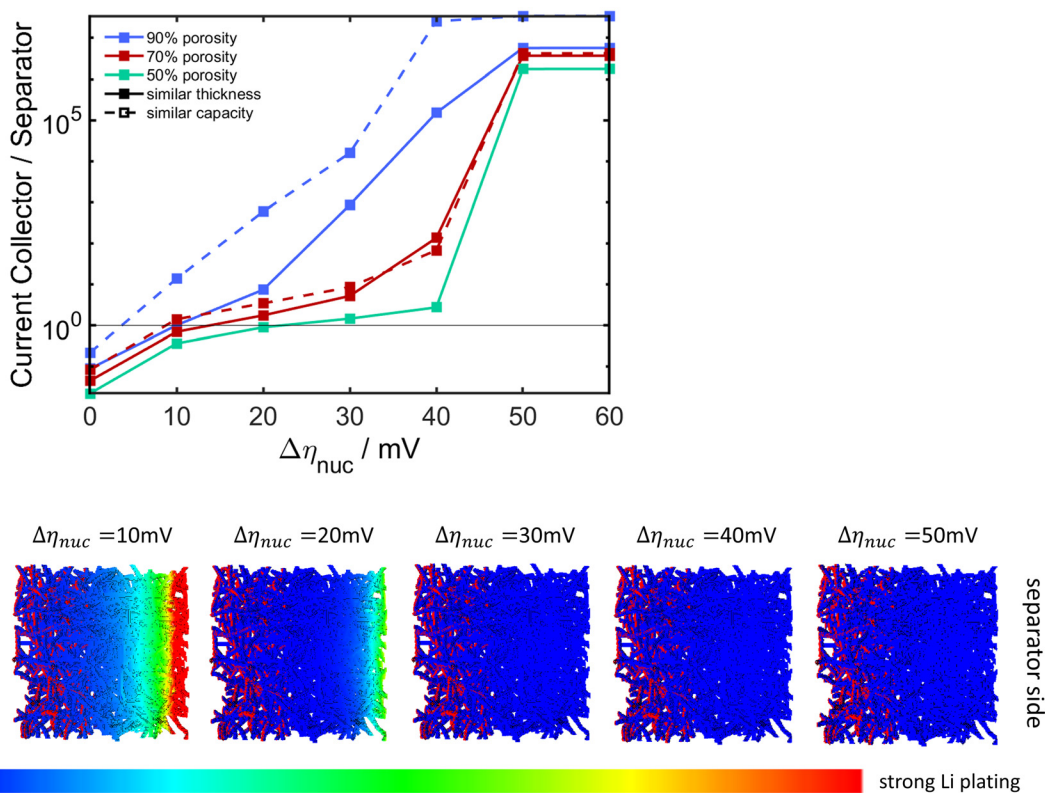 Current Collector / Separator
10^5
10^0
90% porosity
70% porosity
50% porosity
similar thickness
similar capacity
0 10 20 30 40 50 60
Δη_nuc / mV
Δη_nuc =10mV
Δη_nuc =20mV
Δη_nuc =30mV
Δη_nuc =40mV
Δη_nuc =50mV
separator side
strong Li plating